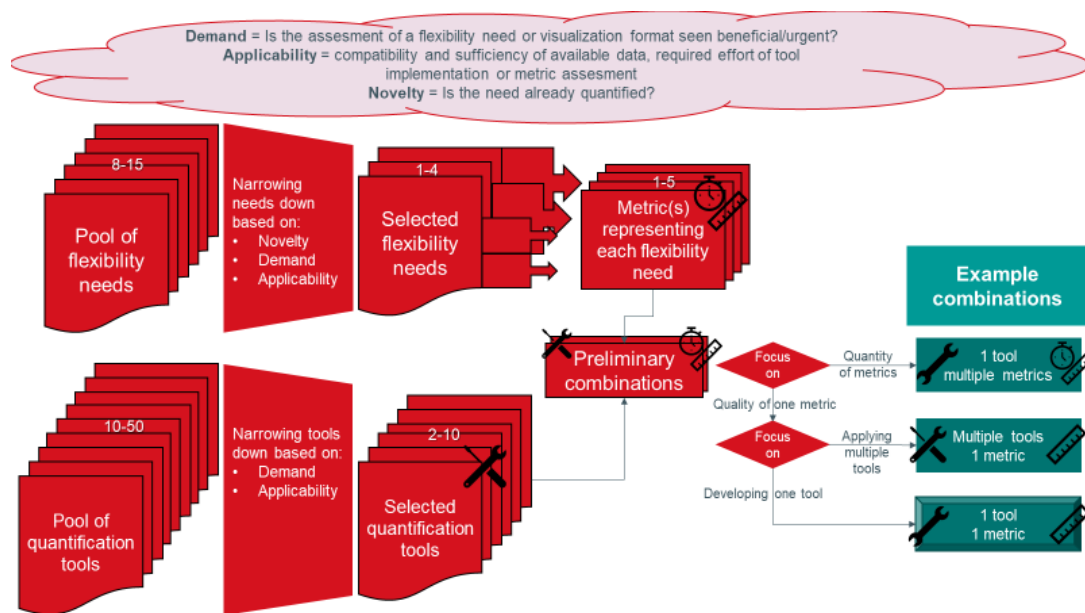 Demand = Is the assesment of a flexibility need or visualization format seen beneficial/urgent?
Applicability = compatibility and sufficiency of available data, required effort of tool
implementation or metric assesment
Novelty = Is the need already quantified?
8-15
Pool of
flexibility
needs
Narrowing
needs down
based on:
• Novelty
• Demand
• Applicability
1-4
Selected
flexibility
needs
1-5
Metric(s)
representing
each flexibility
need
Example
combinations
Preliminary
combinations
Focus
on
Quantity
of metrics
1 tool
multiple metrics
Quality of one metric
Focus
on
Applying
multiple
tools
Multiple tools
1 metric
Developing one tool
1 tool
1 metric
10-50
Pool of
quantification
tools
Narrowing tools
down based on:
• Demand
• Applicability
2-10
Selected
quantification
tools